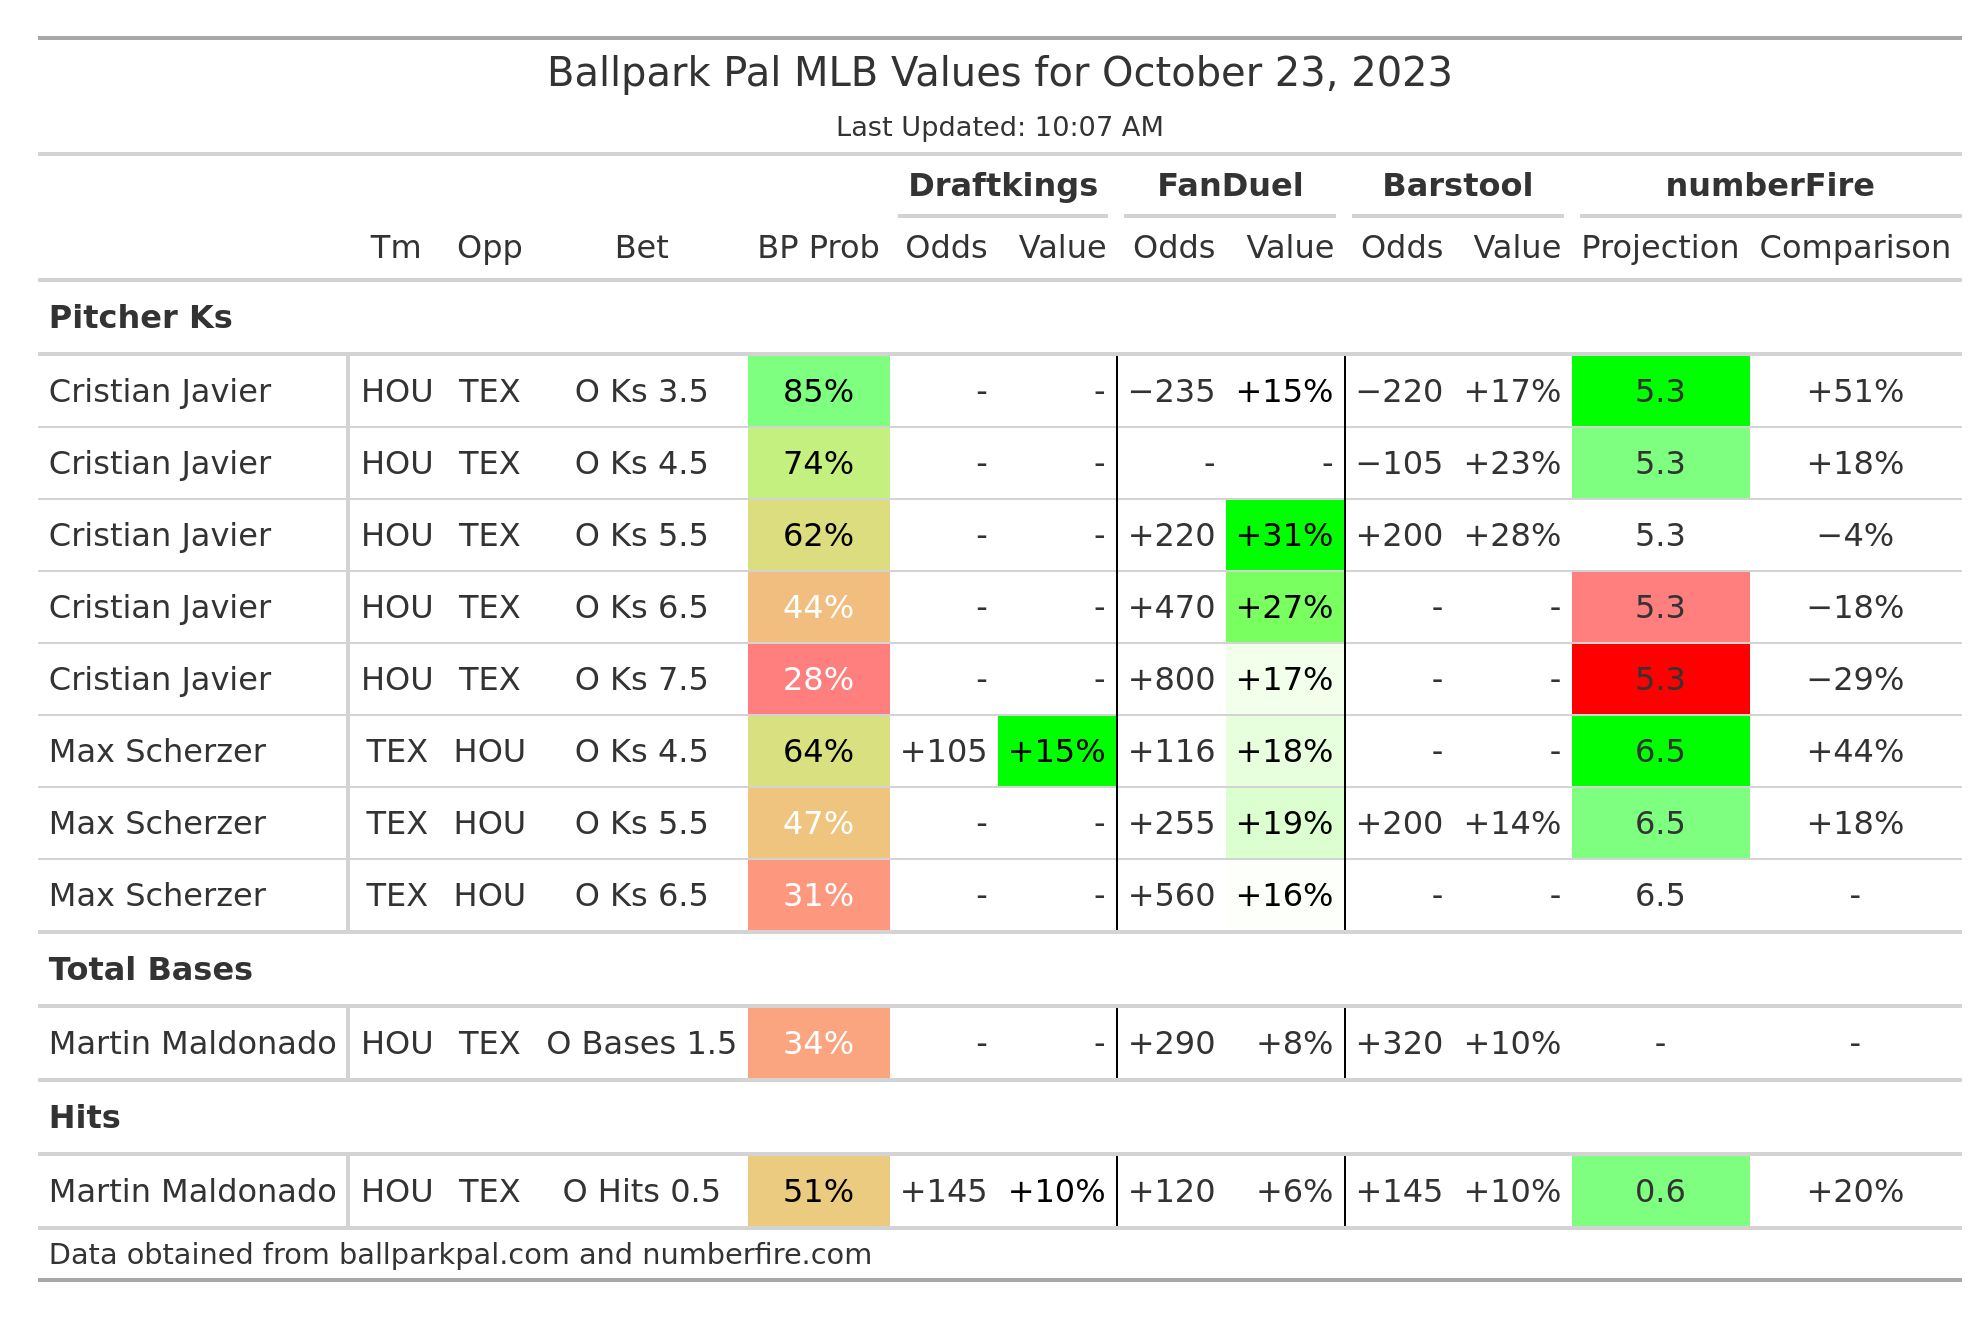 Ballpark Pal MLB Values for October 23, 2023
Last Updated: 10:07 AM
Draftkings FanDuel Barstool numberFire
Tm Opp Bet BP Prob Odds Value Odds Value Odds Value Projection Comparison
Pitcher Ks
Cristian Javier HOU TEX O Ks 3.5 85% - - −235 +15% −220 +17% 5.3 +51%
Cristian Javier HOU TEX O Ks 4.5 74% - - - - −105 +23% 5.3 +18%
Cristian Javier HOU TEX O Ks 5.5 62% - - +220 +31% +200 +28% 5.3 −4%
Cristian Javier HOU TEX O Ks 6.5 44% - - +470 +27% - - 5.3 −18%
Cristian Javier HOU TEX O Ks 7.5 28% - - +800 +17% - - 5.3 −29%
Max Scherzer TEX HOU O Ks 4.5 64% +105 +15% +116 +18% - - 6.5 +44%
Max Scherzer TEX HOU O Ks 5.5 47% - - +255 +19% +200 +14% 6.5 +18%
Max Scherzer TEX HOU O Ks 6.5 31% - - +560 +16% - - 6.5 -
Total Bases
Martin Maldonado HOU TEX O Bases 1.5 34% - - +290 +8% +320 +10% - -
Hits
Martin Maldonado HOU TEX O Hits 0.5 51% +145 +10% +120 +6% +145 +10% 0.6 +20%
Data obtained from ballparkpal.com and numberfire.com